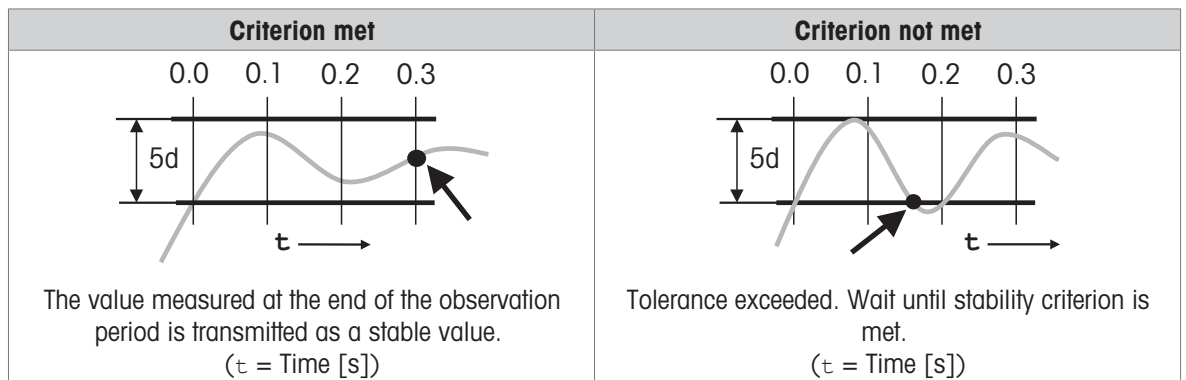 Criterion met
Criterion not met
0.0 0.1 0.2 0.3
5d
t
0.0 0.1 0.2 0.3
5d
t
The value measured at the end of the observation
period is transmitted as a stable value.
(t = Time [s])
Tolerance exceeded. Wait until stability criterion is
met.
(t = Time [s])